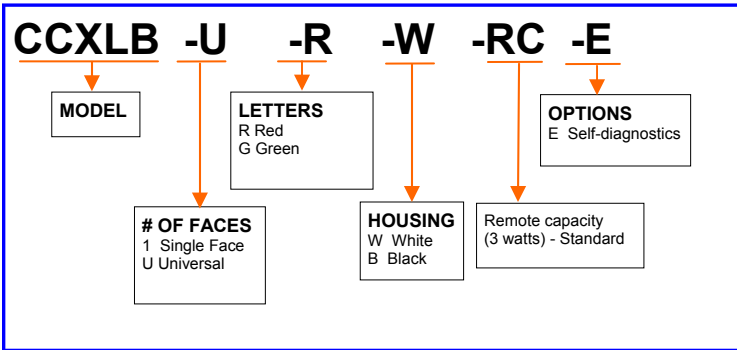 CCXLB -U -R -W -RC -E
MODEL
LETTERS
R Red
G Green
OPTIONS
E Self-diagnostics
# OF FACES
1 Single Face
U Universal
HOUSING
W White
B Black
Remote capacity
(3 watts) - Standard